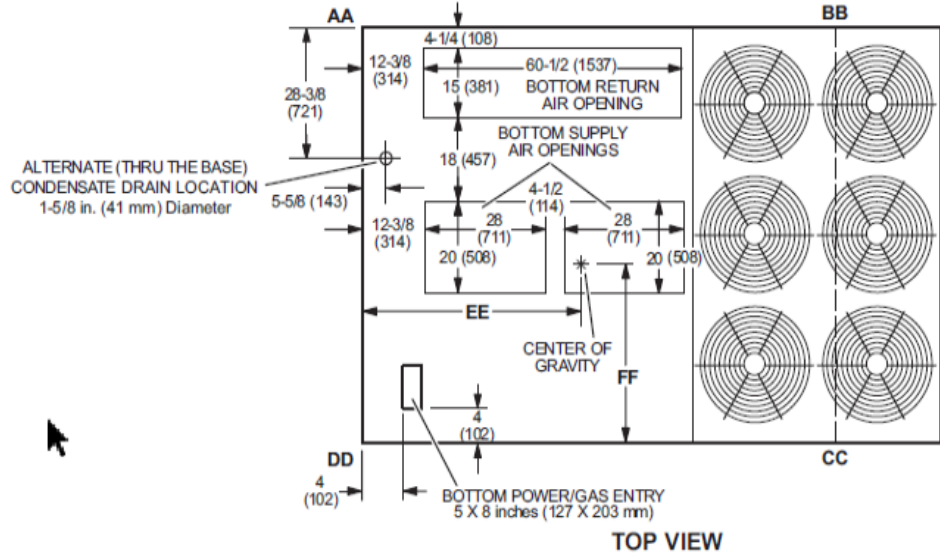 AA
BB
4-1/4 (108)
12-3/8
(314)
60-1/2 (1537)
15 (381)
BOTTOM RETURN
AIR OPENING
28-3/8
(721)
BOTTOM SUPPLY
AIR OPENINGS
18 (457)
ALTERNATE (THRU THE BASE)
CONDENSATE DRAIN LOCATION
1-5/8 in. (41 mm) Diameter
5-5/8 (143)
4-1/2
(114)
12-3/8
(314)
28
(711)
28
(711)
20 (508)
20 (508)
EE
CENTER OF
GRAVITY
FF
4
(102)
DD
CC
4
(102)
BOTTOM POWER/GAS ENTRY
5 X 8 inches (127 X 203 mm)
TOP VIEW